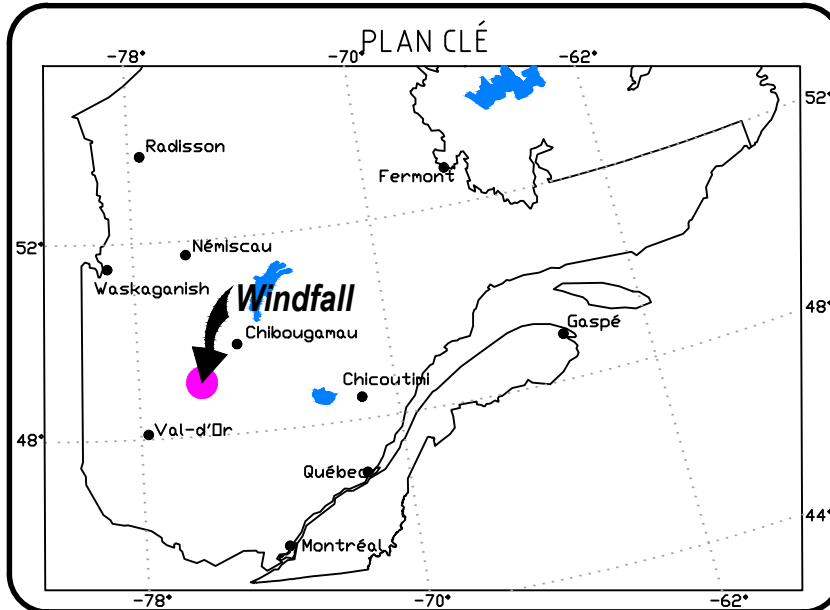 PLAN CLÉ
-78°
-70°
-62°
52°
Radisson
Fermont
52°
Némiscau
Waskaganish
Windfall
48°
Gaspé
Chibougamau
Chicoutimi
48°
Val-d'□r
Québec
44°
Montréal
-78°
-70°
-62°